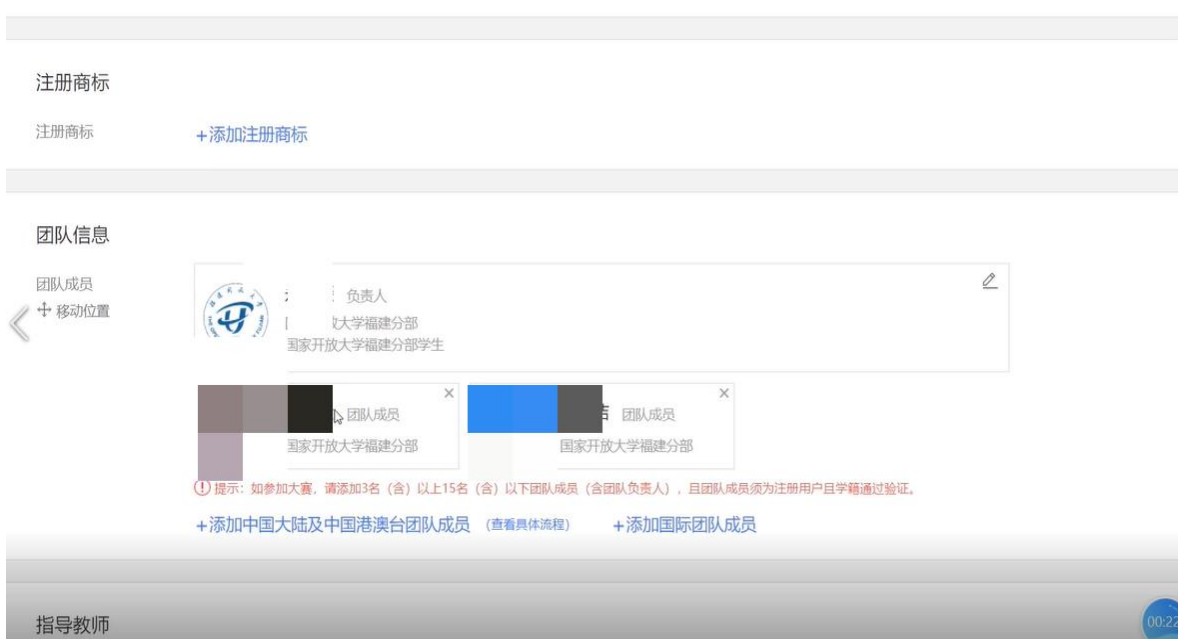 注册商标
注册商标 +添加注册商标
团队信息
团队成员
移动位置
负责人
大学福建分部
国家开放大学福建分部学生
团队成员 团队成员
国家开放大学福建分部 国家开放大学福建分部
提示：如参加大赛，请添加3名（含）以上15名（含）以下团队成员（含团队负责人），且团队成员须为注册用户且学籍通过验证。
+添加中国大陆及中国港澳台团队成员 （查看具体流程） +添加国际团队成员
指导教师
00:22